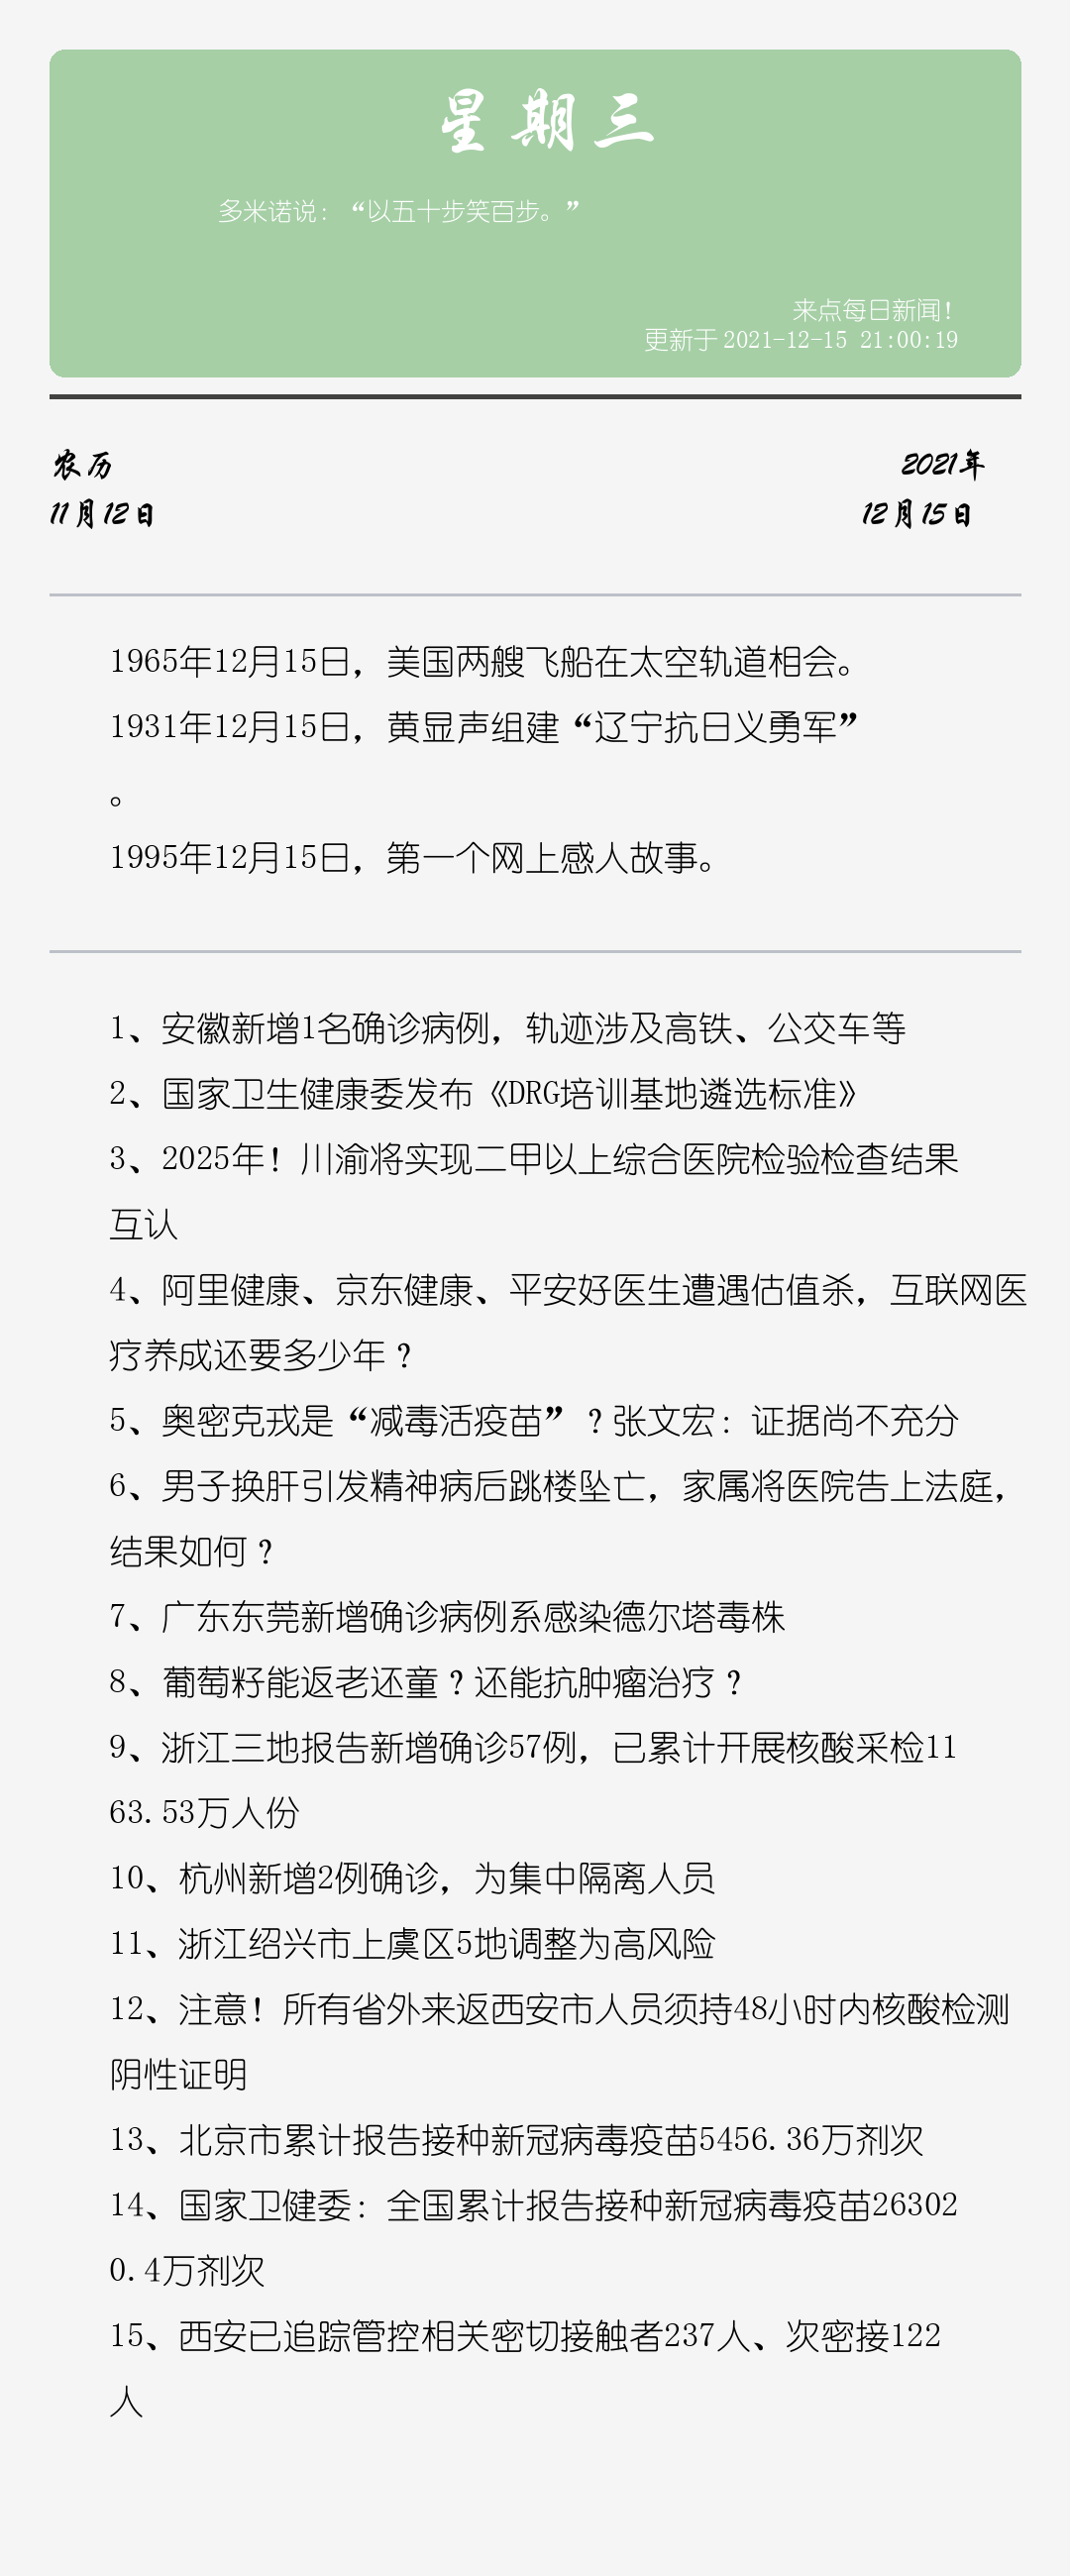 星期三
多米诺说：“以五十步笑百步。”
来点每日新闻！
更新于 2021-12-15 21:00:19
农历
2021年
11月12日
12月15日
1965年12月15日，美国两艘飞船在太空轨道相会。
1931年12月15日，黄显声组建“辽宁抗日义勇军”
。
1995年12月15日，第一个网上感人故事。
1、安徽新增1名确诊病例，轨迹涉及高铁、公交车等
2、国家卫生健康委发布《DRG培训基地遴选标准》
3、2025年！川渝将实现二甲以上综合医院检验检查结果
互认
4、阿里健康、京东健康、平安好医生遭遇估值杀，互联网医
疗养成还要多少年？
5、奥密克戎是“减毒活疫苗”？张文宏：证据尚不充分
6、男子换肝引发精神病后跳楼坠亡，家属将医院告上法庭，
结果如何？
7、广东东莞新增确诊病例系感染德尔塔毒株
8、葡萄籽能返老还童？还能抗肿瘤治疗？
9、浙江三地报告新增确诊57例，已累计开展核酸采检11
63.53万人份
10、杭州新增2例确诊，为集中隔离人员
11、浙江绍兴市上虞区5地调整为高风险
12、注意！所有省外来返西安市人员须持48小时内核酸检测
阴性证明
13、北京市累计报告接种新冠病毒疫苗5456.36万剂次
14、国家卫健委：全国累计报告接种新冠病毒疫苗26302
0.4万剂次
15、西安已追踪管控相关密切接触者237人、次密接122
人